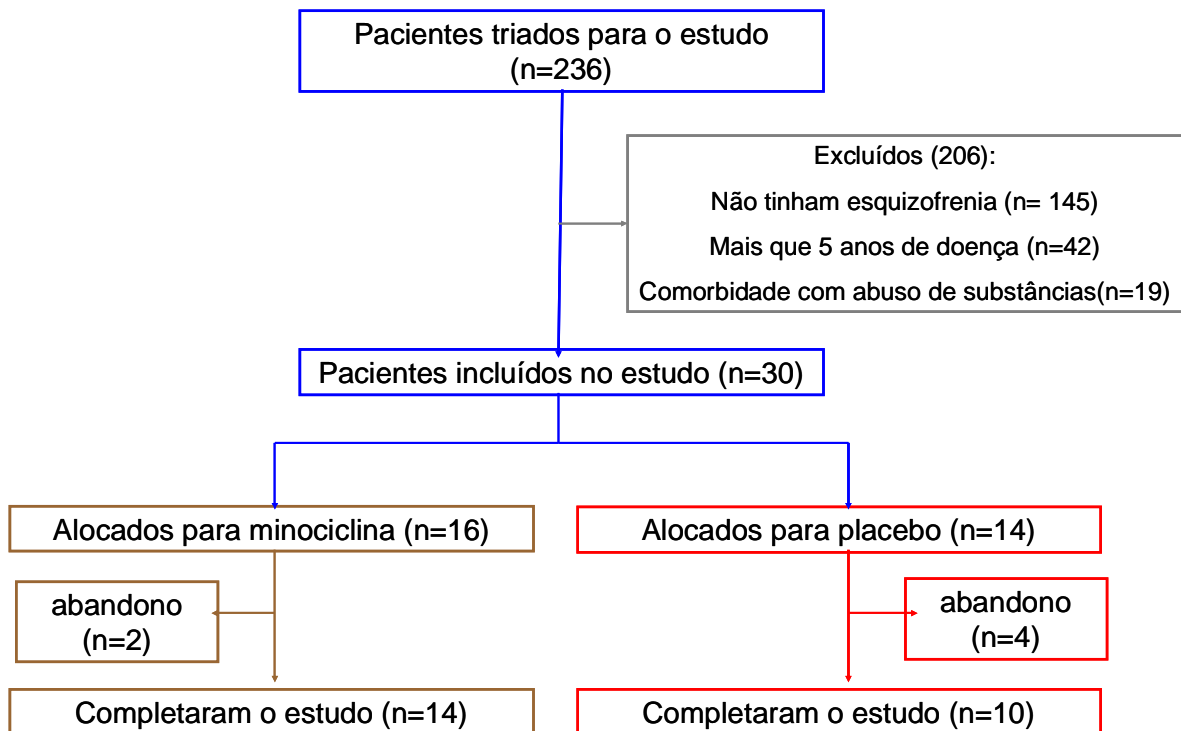 Pacientes triados para o estudo
(n=236)
Excluídos (206):
Não tinham esquizofrenia (n= 145)
Mais que 5 anos de doença (n=42)
Comorbidade com abuso de substâncias(n=19)
Pacientes incluídos no estudo (n=30)
Alocados para minociclina (n=16)
Alocados para placebo (n=14)
abandono
(n=2)
abandono
(n=4)
Completaram o estudo (n=14)
Completaram o estudo (n=10)